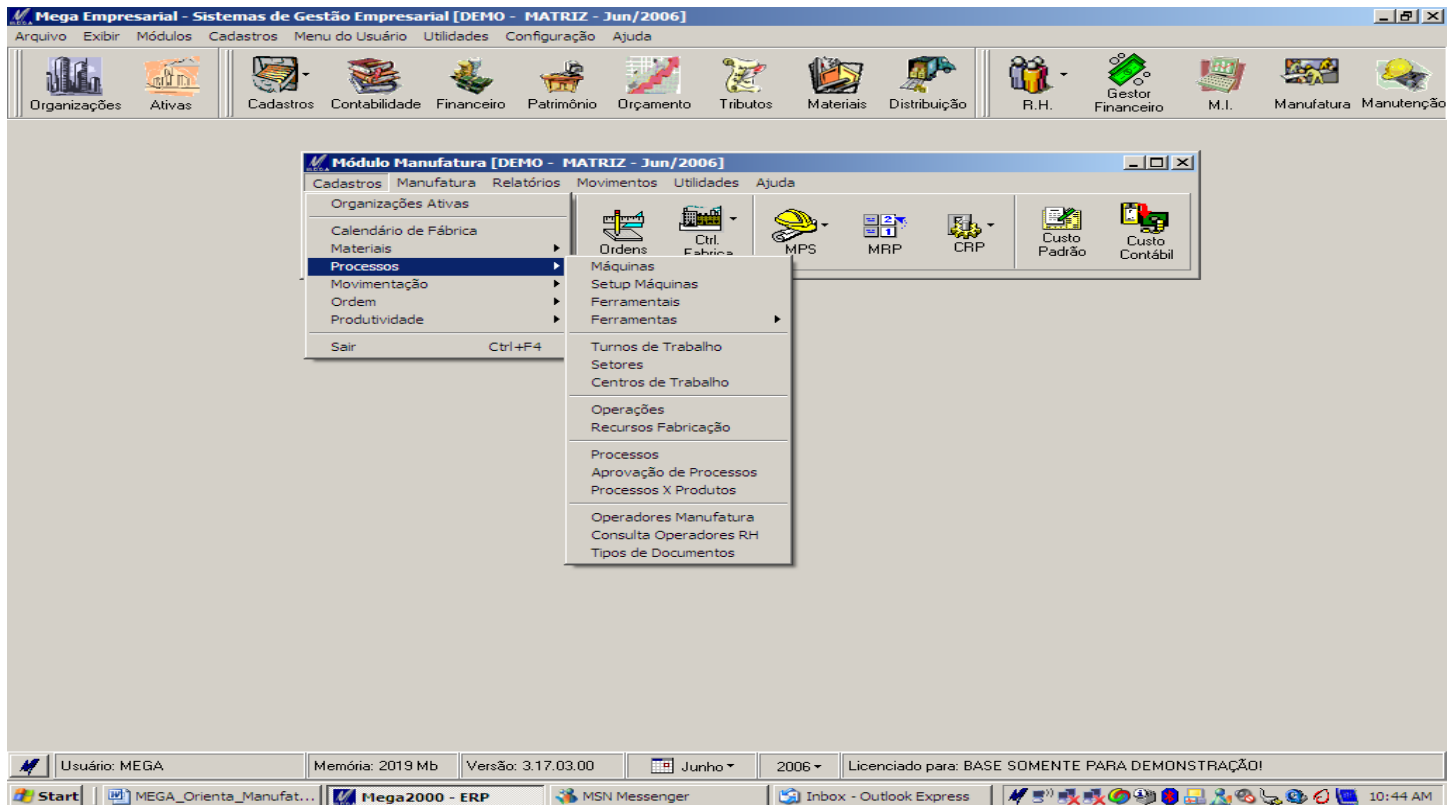 Mega Empresarial - Sistemas de Gestão Empresarial [DEMO - MATRIZ - Jun/2006]
Arquivo Exibir Módulos Cadastros Menu do Usuário Utilidades Configuração Ajuda
Organizações Ativas Cadastros Contabilidade Financeiro Patrimônio Orçamento Tributos Materiais Distribuição R.H. Gestor Financeiro M.I. Manufatura Manutenção
Módulo Manufatura [DEMO - MATRIZ - Jun/2006]
Cadastros Manufatura Relatórios Movimentos Utilidades Ajuda
Ordens Ctrl. Fabrica MPS MRP CRP Custo Padrão Custo Contábil
Organizações Ativas
Calendário de Fábrica
Materiais
Processos
Movimentação
Ordem
Produtividade
Sair Ctrl+F4
Máquinas
Setup Máquinas
Ferramentais
Ferramentas
Turnos de Trabalho
Setores
Centros de Trabalho
Operações
Recursos Fabricação
Processos
Aprovação de Processos
Processos X Produtos
Operadores Manufatura
Consulta Operadores RH
Tipos de Documentos
Usuário: MEGA Memória: 2019 Mb Versão: 3.17.03.00 Junho 2006 Licenciado para: BASE SOMENTE PARA DEMONSTRAÇÃO!
Start MEGA_Orienta_Manufat... Mega2000 - ERP MSN Messenger Inbox - Outlook Express 10:44 AM